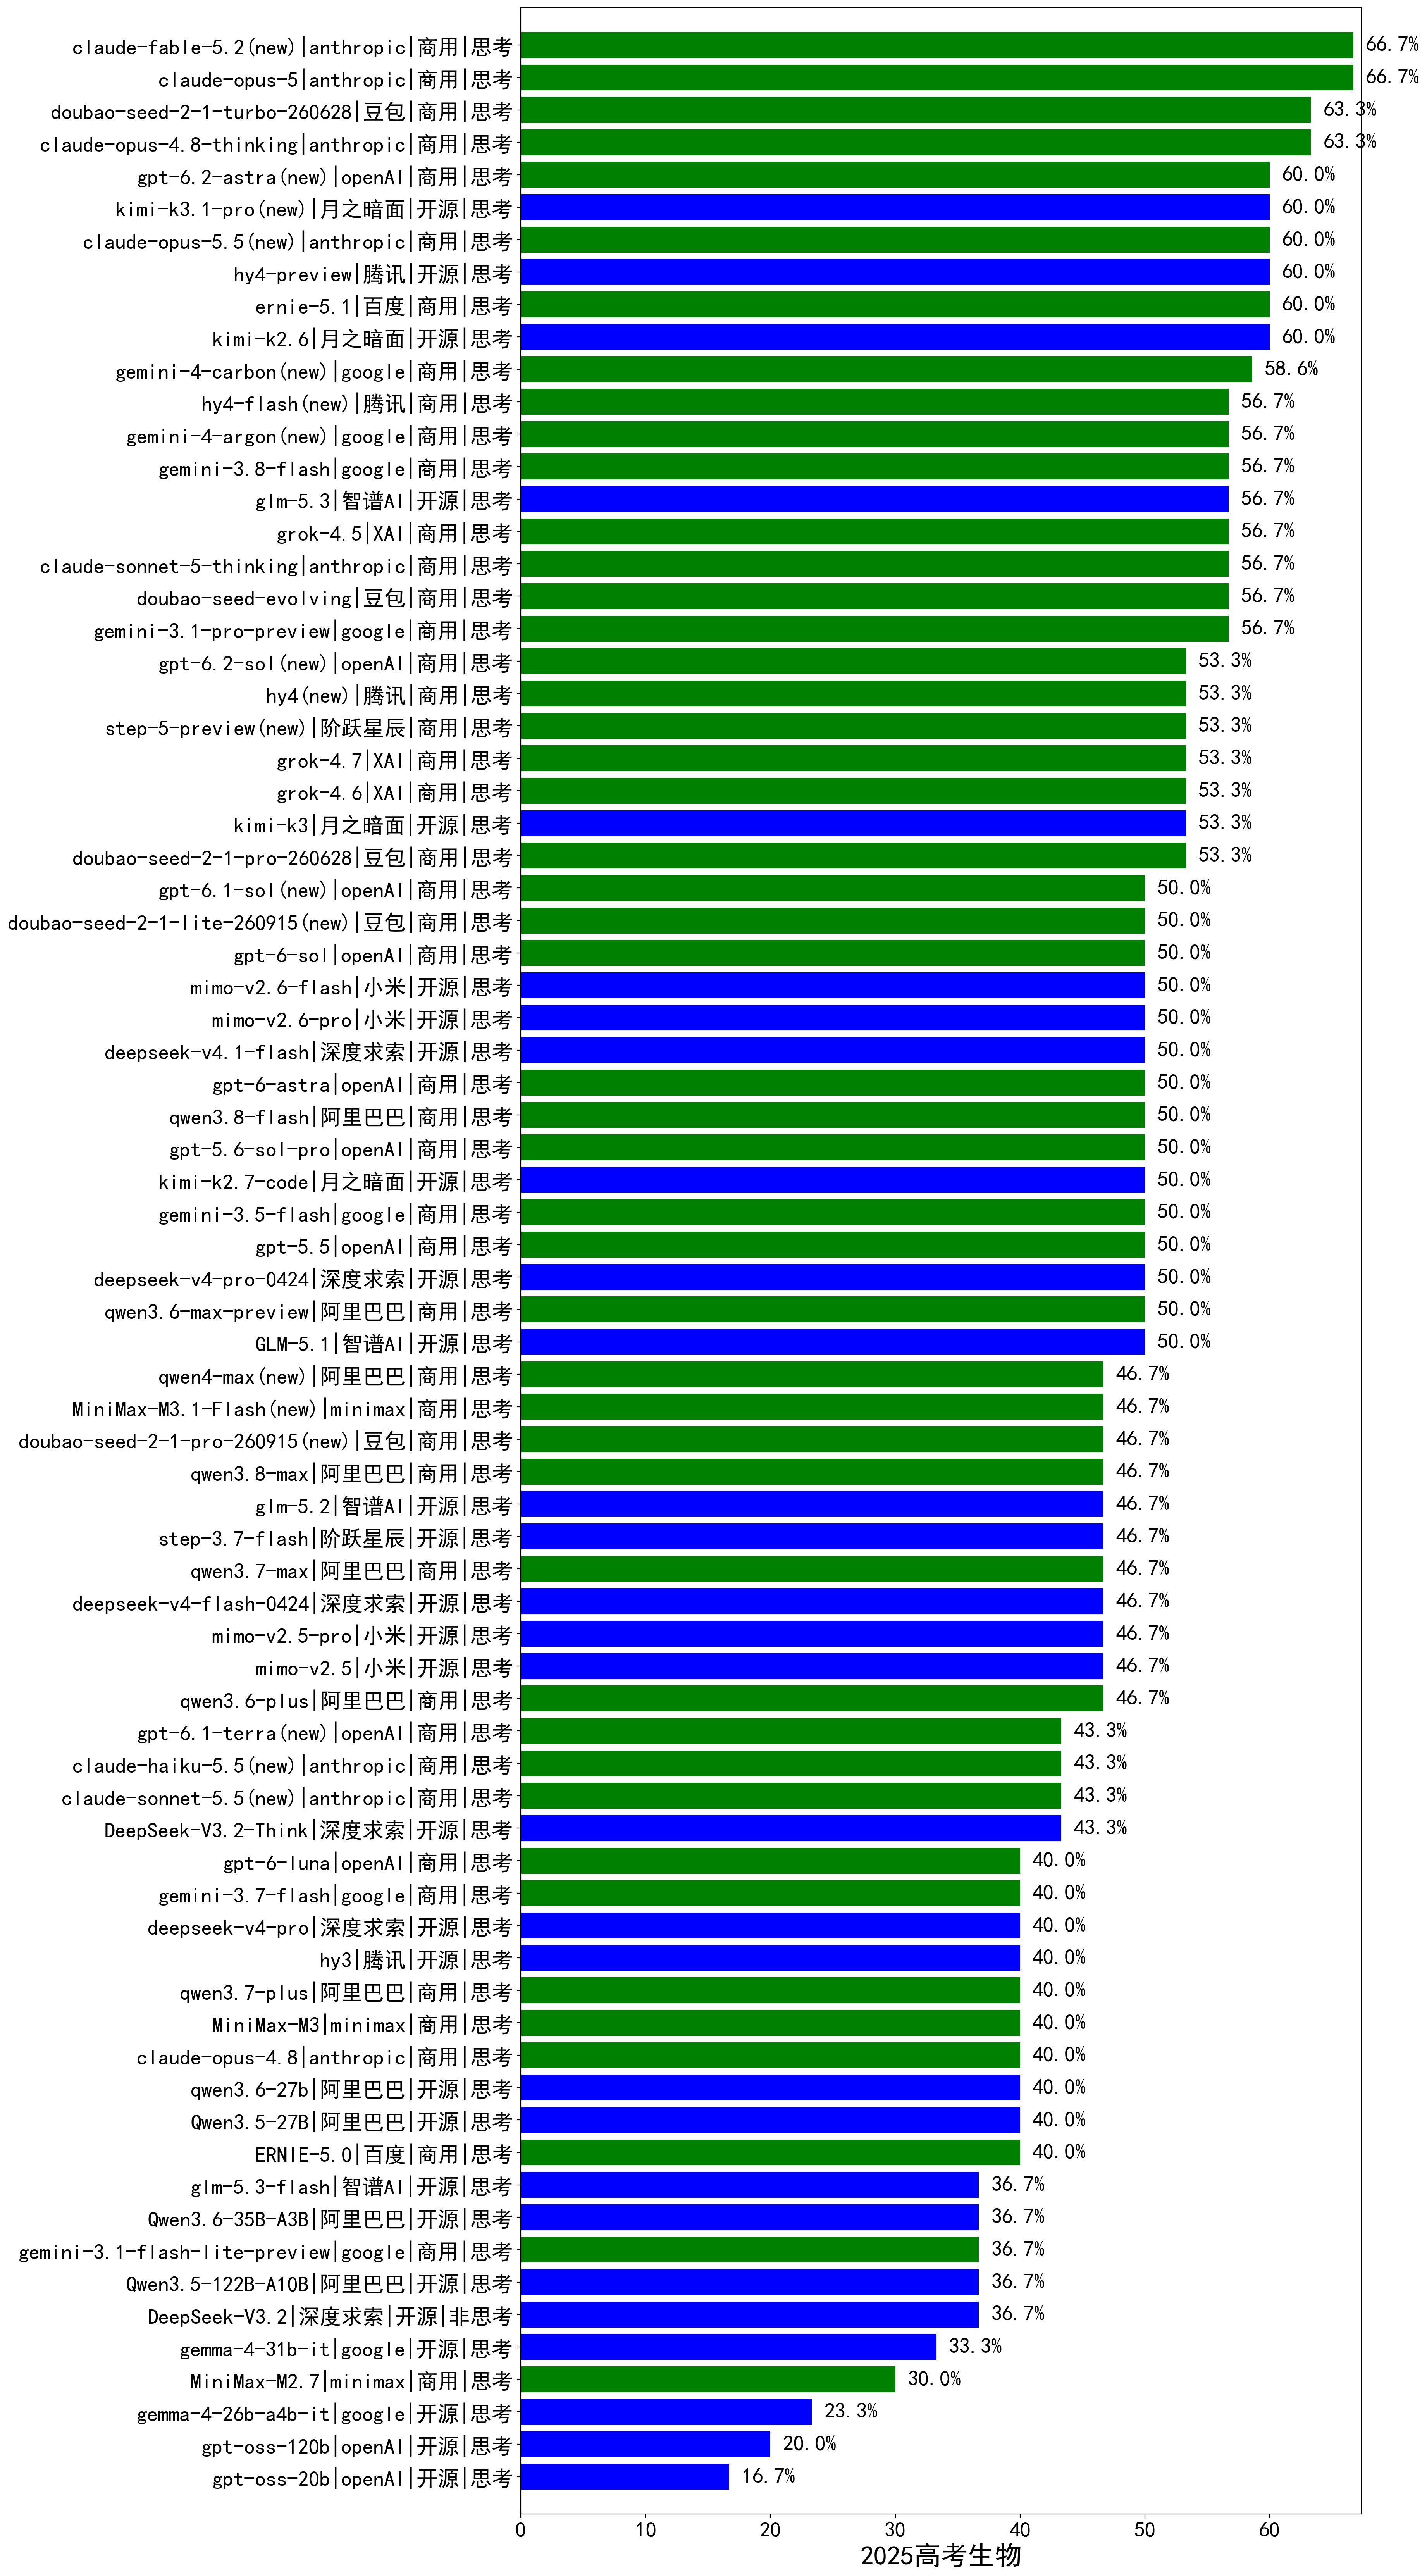 claude-fable-5.2(new)|anthropic|商用|思考 66.7%
claude-opus-5|anthropic|商用|思考 66.7%
doubao-seed-2-1-turbo-260628|豆包|商用|思考 63.3%
claude-opus-4.8-thinking|anthropic|商用|思考 63.3%
gpt-6.2-astra(new)|openAI|商用|思考 60.0%
kimi-k3.1-pro(new)|月之暗面|开源|思考 60.0%
claude-opus-5.5(new)|anthropic|商用|思考 60.0%
hy4-preview|腾讯|开源|思考 60.0%
ernie-5.1|百度|商用|思考 60.0%
kimi-k2.6|月之暗面|开源|思考 60.0%
gemini-4-carbon(new)|google|商用|思考 58.6%
hy4-flash(new)|腾讯|商用|思考 56.7%
gemini-4-argon(new)|google|商用|思考 56.7%
gemini-3.8-flash|google|商用|思考 56.7%
glm-5.3|智谱AI|开源|思考 56.7%
grok-4.5|XAI|商用|思考 56.7%
claude-sonnet-5-thinking|anthropic|商用|思考 56.7%
doubao-seed-evolving|豆包|商用|思考 56.7%
gemini-3.1-pro-preview|google|商用|思考 56.7%
gpt-6.2-sol(new)|openAI|商用|思考 53.3%
hy4(new)|腾讯|商用|思考 53.3%
step-5-preview(new)|阶跃星辰|商用|思考 53.3%
grok-4.7|XAI|商用|思考 53.3%
grok-4.6|XAI|商用|思考 53.3%
kimi-k3|月之暗面|开源|思考 53.3%
doubao-seed-2-1-pro-260628|豆包|商用|思考 53.3%
gpt-6.1-sol(new)|openAI|商用|思考 50.0%
doubao-seed-2-1-lite-260915(new)|豆包|商用|思考 50.0%
gpt-6-sol|openAI|商用|思考 50.0%
mimo-v2.6-flash|小米|开源|思考 50.0%
mimo-v2.6-pro|小米|开源|思考 50.0%
deepseek-v4.1-flash|深度求索|开源|思考 50.0%
gpt-6-astra|openAI|商用|思考 50.0%
qwen3.8-flash|阿里巴巴|商用|思考 50.0%
gpt-5.6-sol-pro|openAI|商用|思考 50.0%
kimi-k2.7-code|月之暗面|开源|思考 50.0%
gemini-3.5-flash|google|商用|思考 50.0%
gpt-5.5|openAI|商用|思考 50.0%
deepseek-v4-pro-0424|深度求索|开源|思考 50.0%
qwen3.6-max-preview|阿里巴巴|商用|思考 50.0%
GLM-5.1|智谱AI|开源|思考 50.0%
qwen4-max(new)|阿里巴巴|商用|思考 46.7%
MiniMax-M3.1-Flash(new)|minimax|商用|思考 46.7%
doubao-seed-2-1-pro-260915(new)|豆包|商用|思考 46.7%
qwen3.8-max|阿里巴巴|商用|思考 46.7%
glm-5.2|智谱AI|开源|思考 46.7%
step-3.7-flash|阶跃星辰|开源|思考 46.7%
qwen3.7-max|阿里巴巴|商用|思考 46.7%
deepseek-v4-flash-0424|深度求索|开源|思考 46.7%
mimo-v2.5-pro|小米|开源|思考 46.7%
mimo-v2.5|小米|开源|思考 46.7%
qwen3.6-plus|阿里巴巴|商用|思考 46.7%
gpt-6.1-terra(new)|openAI|商用|思考 43.3%
claude-haiku-5.5(new)|anthropic|商用|思考 43.3%
claude-sonnet-5.5(new)|anthropic|商用|思考 43.3%
DeepSeek-V3.2-Think|深度求索|开源|思考 43.3%
gpt-6-luna|openAI|商用|思考 40.0%
gemini-3.7-flash|google|商用|思考 40.0%
deepseek-v4-pro|深度求索|开源|思考 40.0%
hy3|腾讯|开源|思考 40.0%
qwen3.7-plus|阿里巴巴|商用|思考 40.0%
MiniMax-M3|minimax|商用|思考 40.0%
claude-opus-4.8|anthropic|商用|思考 40.0%
qwen3.6-27b|阿里巴巴|开源|思考 40.0%
Qwen3.5-27B|阿里巴巴|开源|思考 40.0%
ERNIE-5.0|百度|商用|思考 40.0%
glm-5.3-flash|智谱AI|开源|思考 36.7%
Qwen3.6-35B-A3B|阿里巴巴|开源|思考 36.7%
gemini-3.1-flash-lite-preview|google|商用|思考 36.7%
Qwen3.5-122B-A10B|阿里巴巴|开源|思考 36.7%
DeepSeek-V3.2|深度求索|开源|非思考 36.7%
gemma-4-31b-it|google|开源|思考 33.3%
MiniMax-M2.7|minimax|商用|思考 30.0%
gemma-4-26b-a4b-it|google|开源|思考 23.3%
gpt-oss-120b|openAI|开源|思考 20.0%
gpt-oss-20b|openAI|开源|思考 16.7%
0 10 20 30 40 50 60
2025高考生物